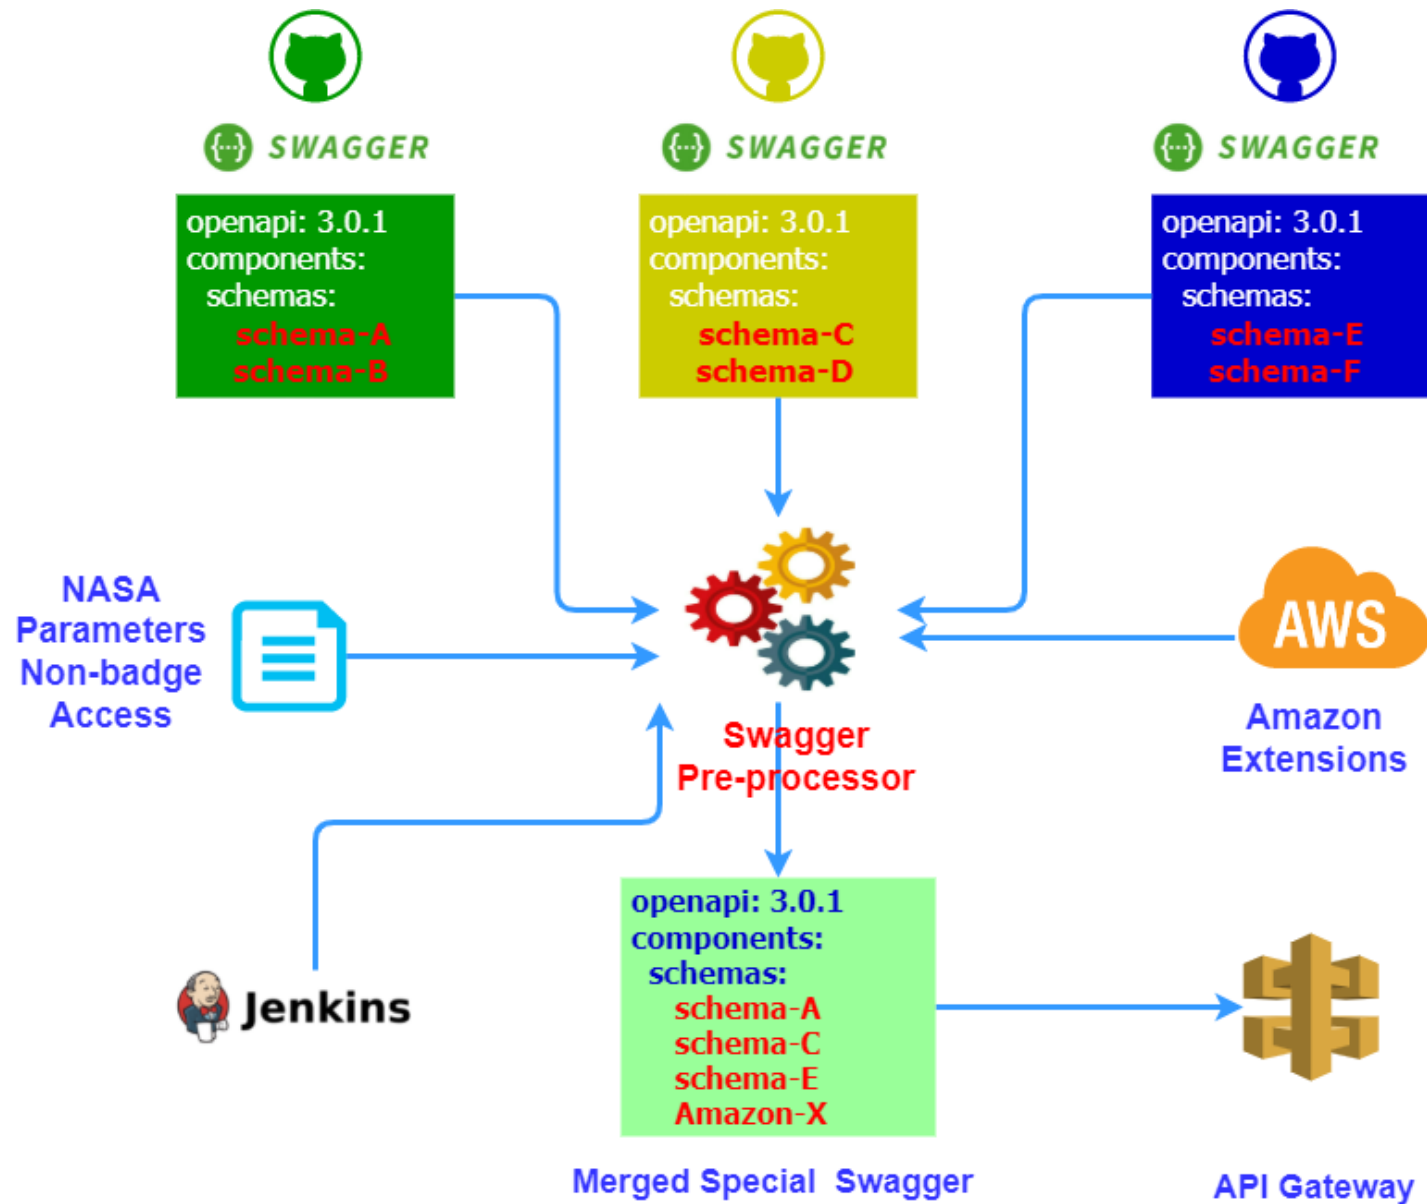 SWAGGER
SWAGGER
SWAGGER
openapi: 3.0.1
components:
schemas:
schema-A
schema-B
openapi: 3.0.1
components:
schemas:
schema-C
schema-D
openapi: 3.0.1
components:
schemas:
schema-E
schema-F
NASA
Parameters
Non-badge
Access
Swagger
Pre-processor
AWS
Amazon
Extensions
Jenkins
openapi: 3.0.1
components:
schemas:
schema-A
schema-C
schema-E
Amazon-X
Merged Special  Swagger
API Gateway